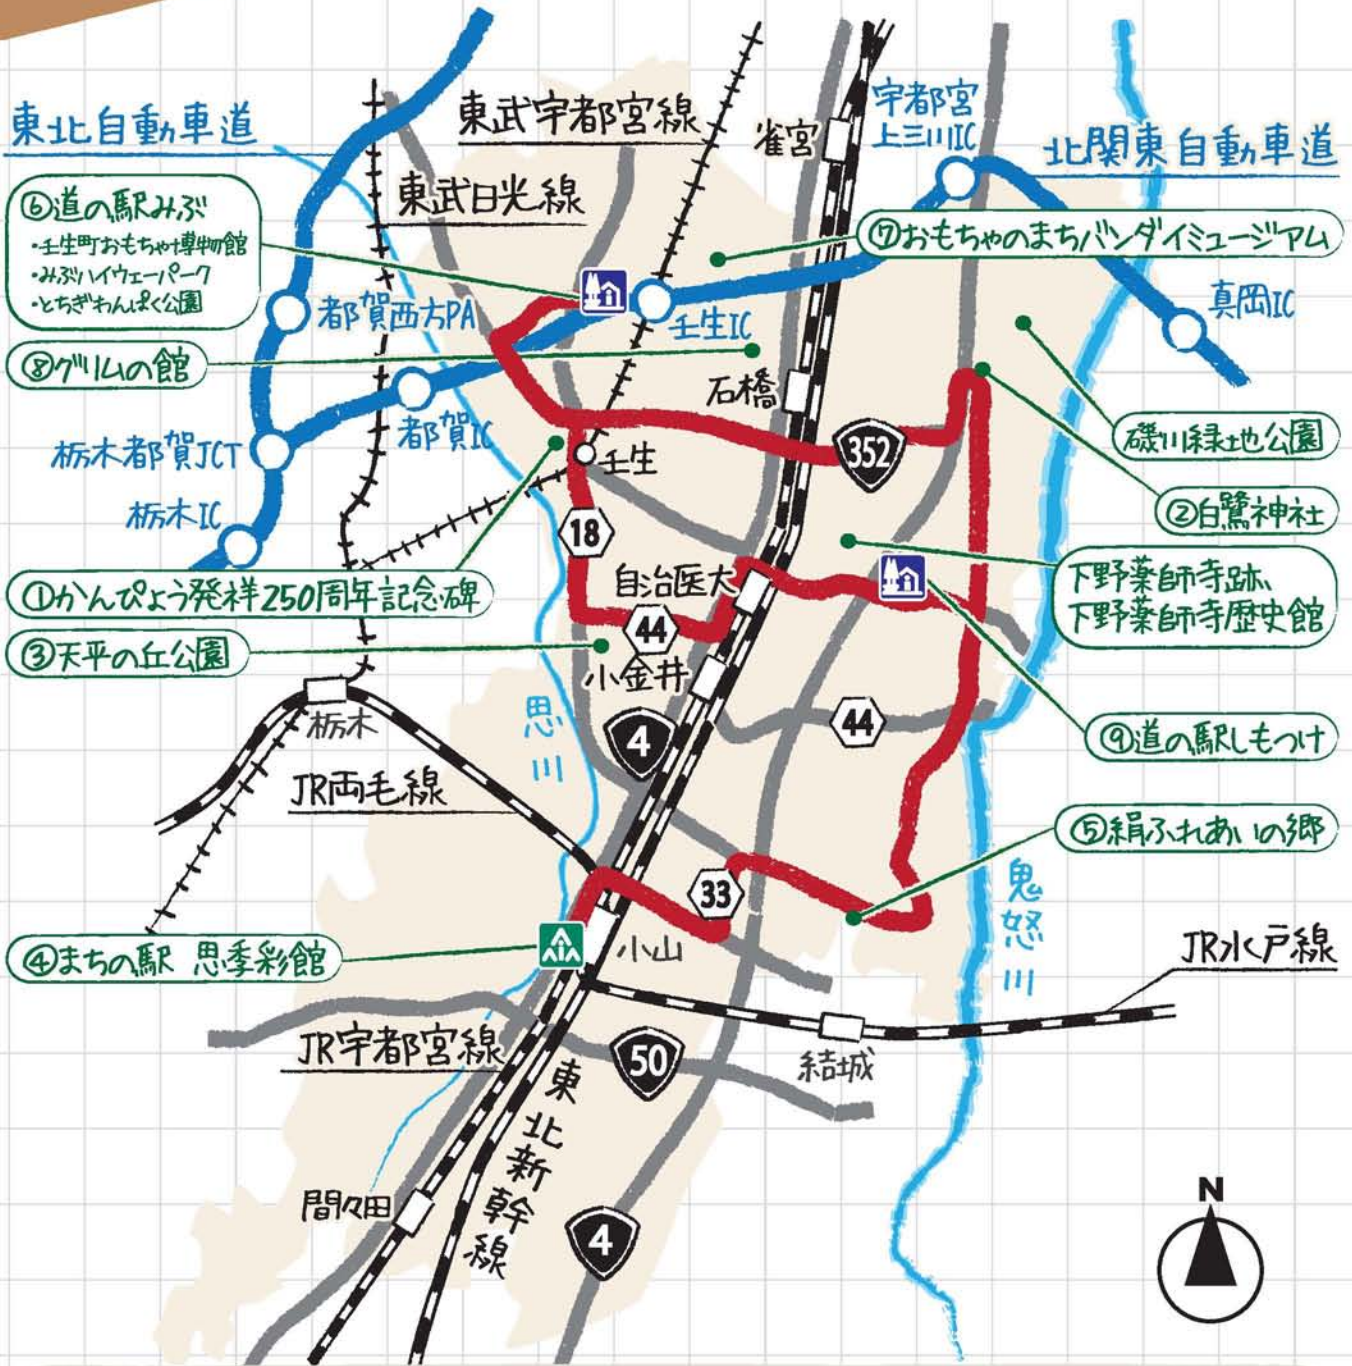 東北自動車道
東武宇都宮線
雀宮
宇都宮
上三川IC
北関東自動車道
東武日光線
⑥道の駅みぶ
・壬生町おもちゃ博物館
・みぶハイウェーパーク
・とちぎわんぱく公園
⑦おもちゃのまちバンダイミュージアム
都賀西方PA
壬生IC
真岡IC
⑧グリムの館
石橋
都賀IC
栃木都賀JCT
352
磯川緑地公園
壬生
栃木IC
②白鷺神社
18
①かんぴょう発祥250周年記念碑
自治医大
下野薬師寺跡、
下野薬師寺歴史館
44
③天平の丘公園
小金井
栃木
思川
4
44
⑨道の駅しもつけ
JR両毛線
⑤絹ふれあいの郷
33
鬼怒川
④まちの駅 思季彩館
小山
JR水戸線
JR宇都宮線
50
結城
東北新幹線
間々田
4
N